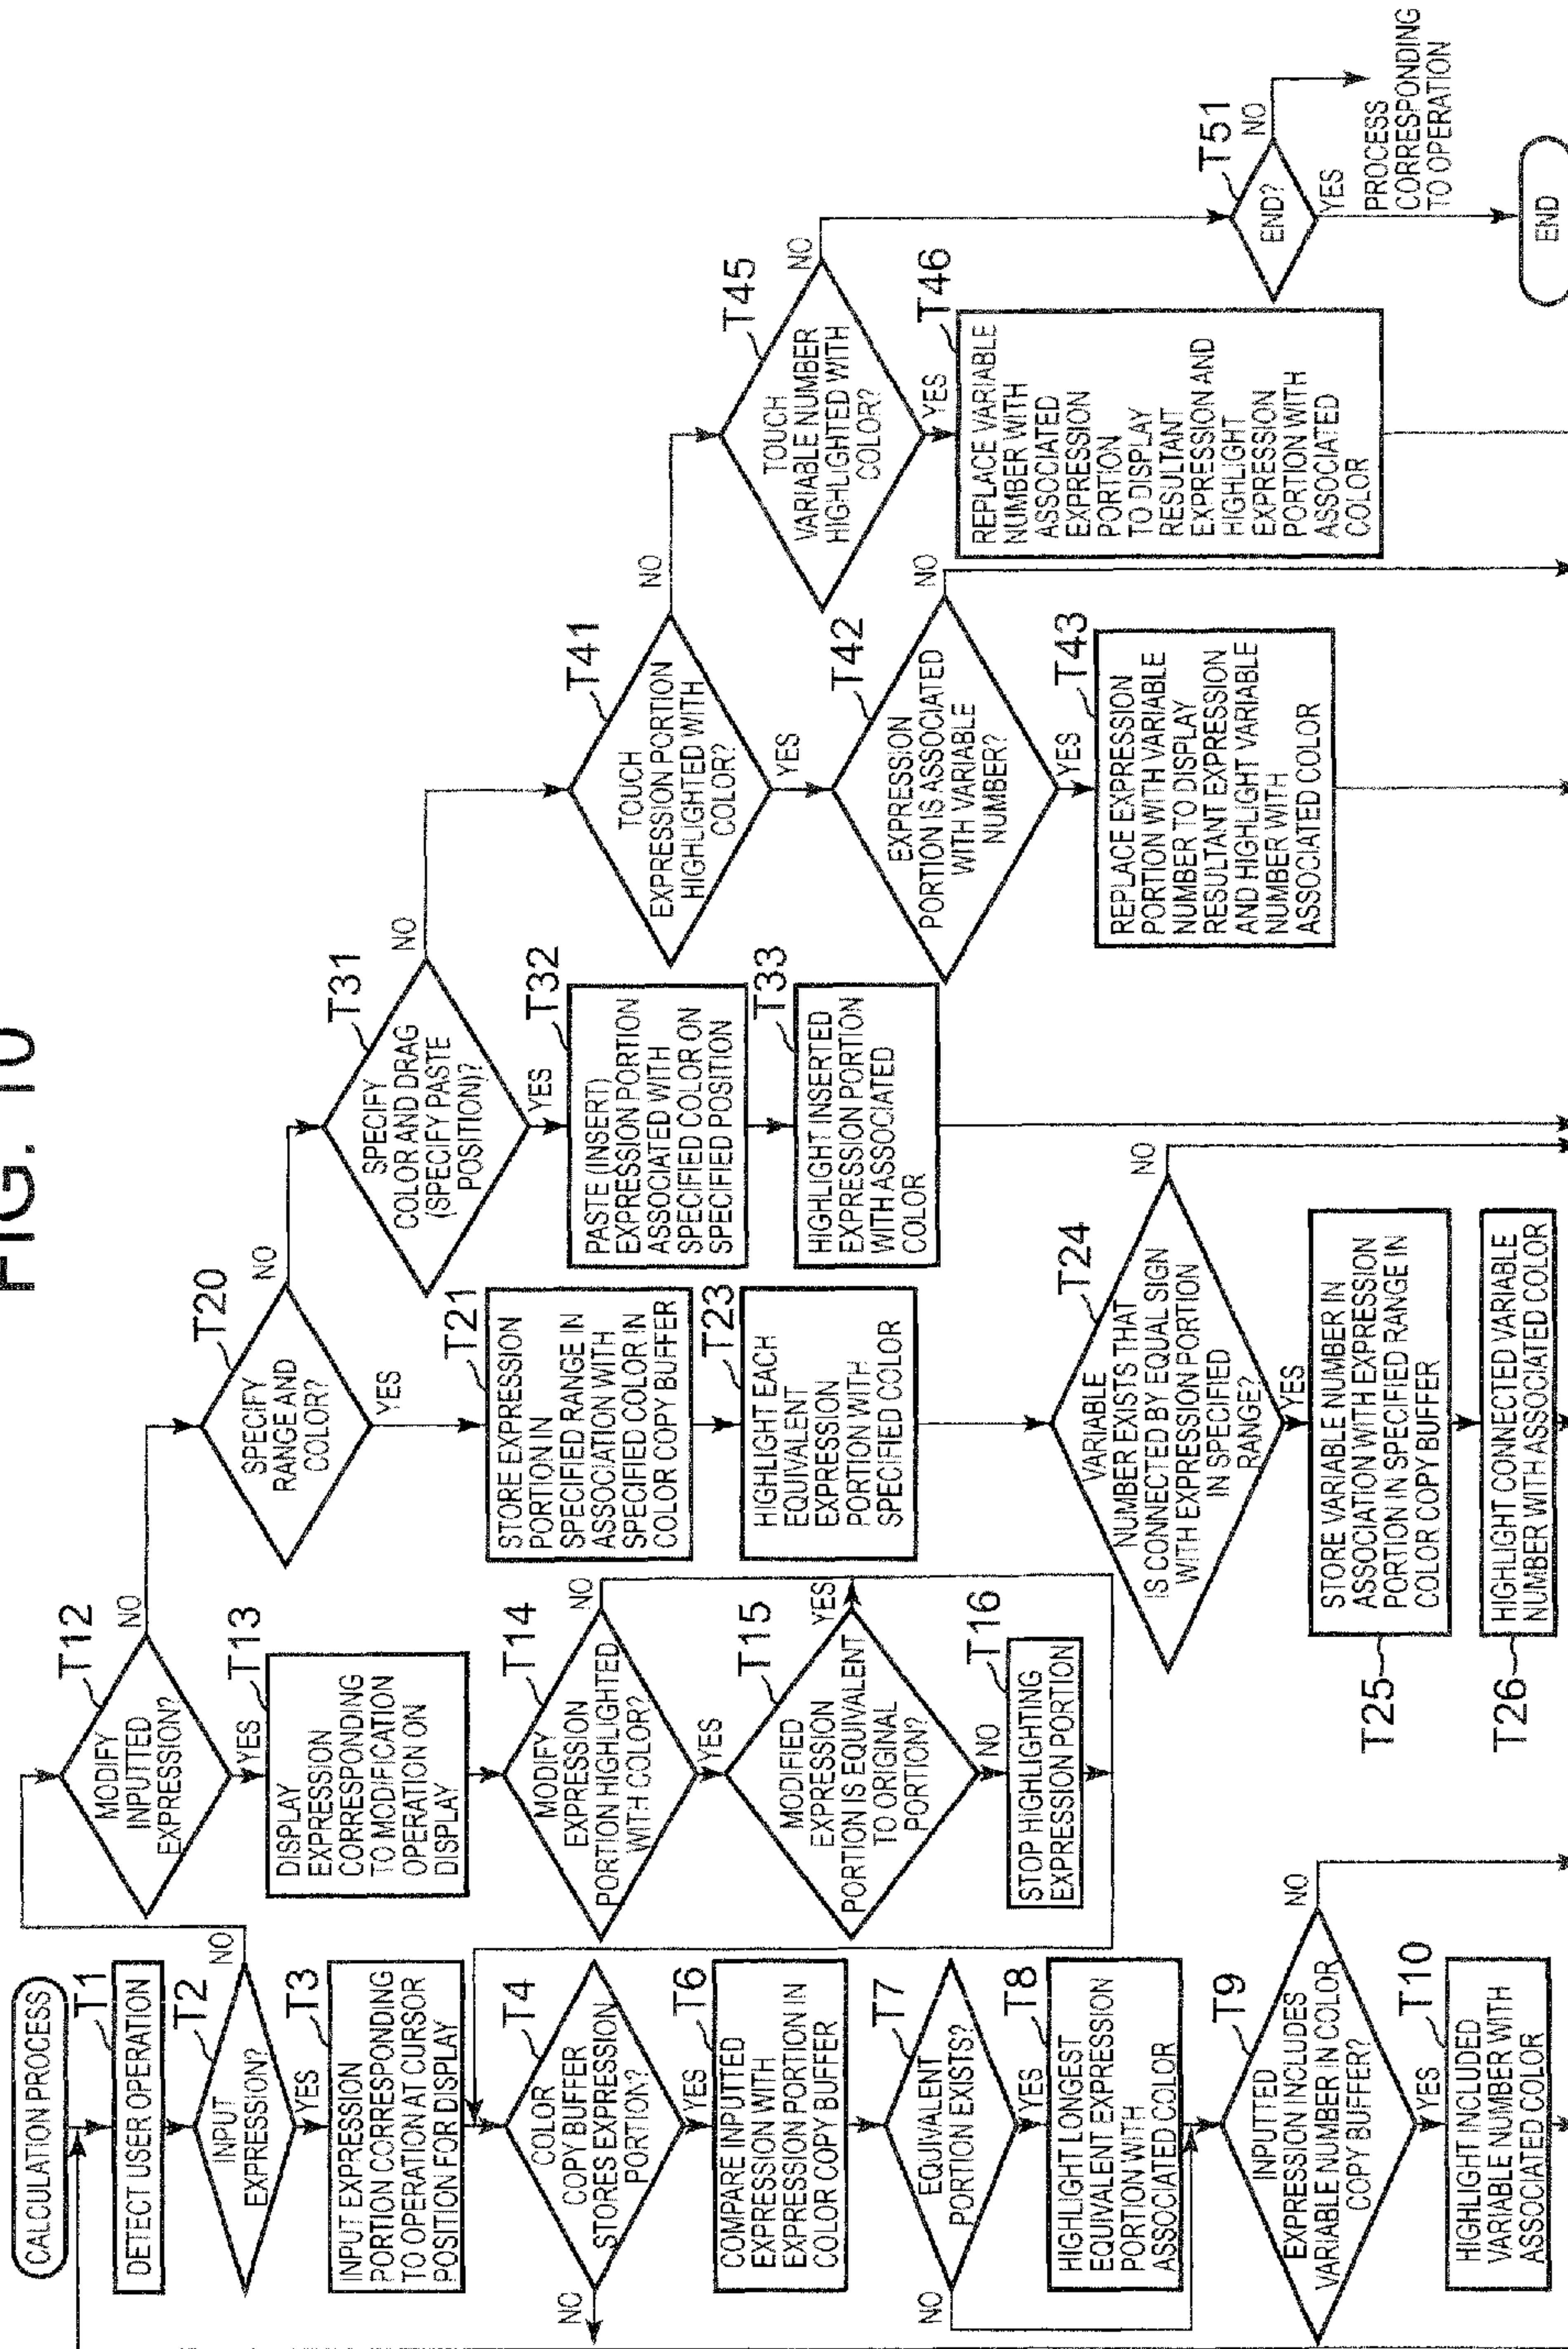 FIG. 10
CALCULATION PROCESS
T1
DETECT USER OPERATION
T2
INPUT
EXPRESSION?
NO
YES
T3
INPUT EXPRESSION
PORTION CORRESPONDING
TO OPERATION AT CURSOR
POSITION FOR DISPLAY
T4
COLOR
COPY BUFFER
STORES EXPRESSION
PORTION?
NO
YES
T6
COMPARE INPUTTED
EXPRESSION WITH
EXPRESSION PORTION IN
COLOR COPY BUFFER
T7
EQUIVALENT
PORTION EXISTS?
NO
YES
T8
HIGHLIGHT LONGEST
EQUIVALENT EXPRESSION
PORTION WITH
ASSOCIATED COLOR
T9
INPUTTED
EXPRESSION INCLUDES
VARIABLE NUMBER IN COLOR
COPY BUFFER?
NO
YES
T10
HIGHLIGHT INCLUDED
VARIABLE NUMBER WITH
ASSOCIATED COLOR
T12
MODIFY
INPUTTED
EXPRESSION?
NO
YES
T13
DISPLAY
EXPRESSION
CORRESPONDING
TO MODIFICATION
OPERATION ON
DISPLAY
T14
MODIFY
EXPRESSION
PORTION HIGHLIGHTED
WITH COLOR?
NO
YES
T15
MODIFIED
EXPRESSION
PORTION IS EQUIVALENT
TO ORIGINAL
PORTION?
YES
NO
T16
STOP HIGHLIGHTING
EXPRESSION PORTION
T20
SPECIFY
RANGE AND
COLOR?
NO
YES
T21
STORE EXPRESSION
PORTION IN
SPECIFIED RANGE IN
ASSOCIATION WITH
SPECIFIED COLOR IN
COLOR COPY BUFFER
T23
HIGHLIGHT EACH
EQUIVALENT
EXPRESSION
PORTION WITH
SPECIFIED COLOR
T24
VARIABLE
NUMBER EXISTS THAT
IS CONNECTED BY EQUAL SIGN
WITH EXPRESSION PORTION
IN SPECIFIED
RANGE?
NO
YES
T25
STORE VARIABLE NUMBER IN
ASSOCIATION WITH EXPRESSION
PORTION IN SPECIFIED RANGE IN
COLOR COPY BUFFER
T26
HIGHLIGHT CONNECTED VARIABLE
NUMBER WITH ASSOCIATED COLOR
T31
SPECIFY
COLOR AND DRAG
(SPECIFY PASTE
POSITION)?
NO
YES
T32
PASTE (INSERT)
EXPRESSION PORTION
ASSOCIATED WITH
SPECIFIED COLOR ON
SPECIFIED POSITION
T33
HIGHLIGHT INSERTED
EXPRESSION PORTION
WITH ASSOCIATED
COLOR
T41
TOUCH
EXPRESSION PORTION
HIGHLIGHTED WITH
COLOR?
NO
YES
T42
EXPRESSION
PORTION IS ASSOCIATED
WITH VARIABLE
NUMBER?
NO
YES
T43
REPLACE EXPRESSION
PORTION WITH VARIABLE
NUMBER TO DISPLAY
RESULTANT EXPRESSION
AND HIGHLIGHT VARIABLE
NUMBER WITH
ASSOCIATED COLOR
T45
TOUCH
VARIABLE NUMBER
HIGHLIGHTED WITH
COLOR?
NO
YES
T46
REPLACE VARIABLE
NUMBER WITH
ASSOCIATED
EXPRESSION
PORTION
TO DISPLAY
RESULTANT
EXPRESSION AND
HIGHLIGHT
EXPRESSION
PORTION WITH
ASSOCIATED
COLOR
T51
END?
NO
YES
PROCESS
CORRESPONDING
TO OPERATION
END